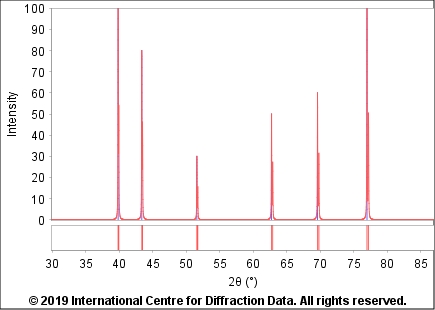 100
90
80
70
60
50
40
30
20
10
0
Intensity
30 35 40 45 50 55 60 65 70 75 80 85
2θ (°)
© 2019 International Centre for Diffraction Data. All rights reserved.